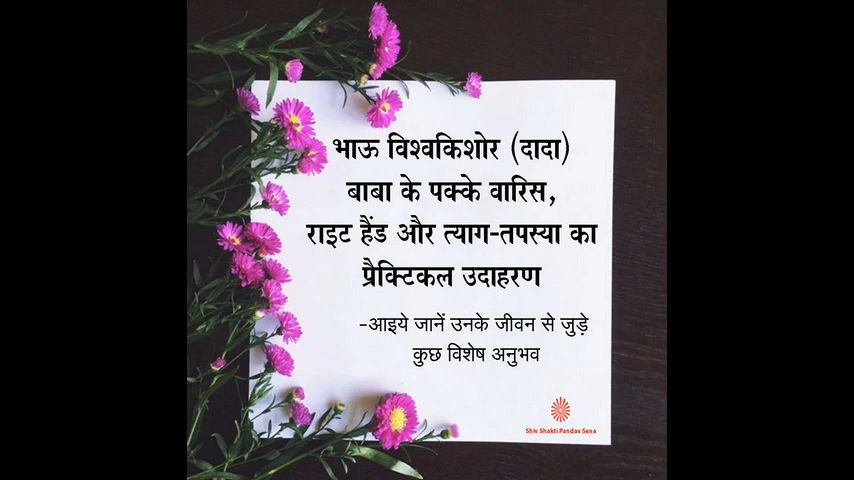 भाऊ विश्वकिशोर (दादा)
बाबा के पक्के वारिस,
राइट हैंड और त्याग-तपस्या का
प्रैक्टिकल उदाहरण
-आइये जानें उनके जीवन से जुड़े
कुछ विशेष अनुभव
Shiv Shakti Pandav Sena